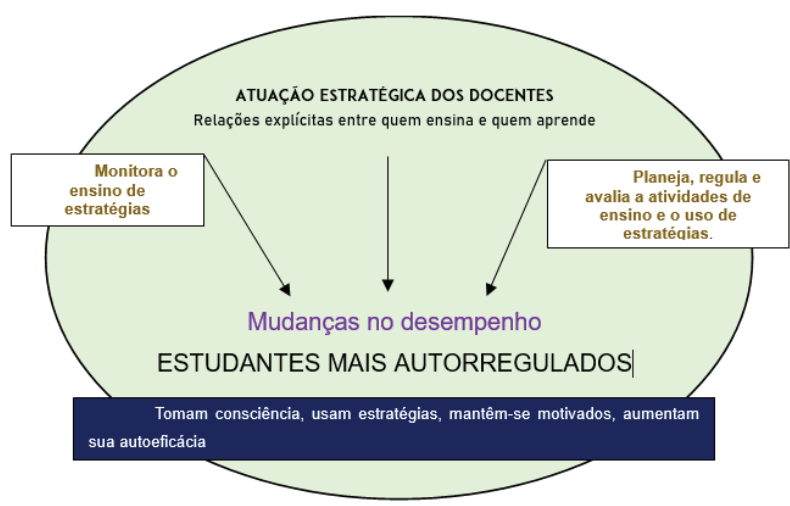 ATUAÇÃO ESTRATÉGICA DOS DOCENTES
Relações explícitas entre quem ensina e quem aprende
Monitora o
ensino de
estratégias
Planeja, regula e
avalia a atividades de
ensino e o uso de
estratégias.
Mudanças no desempenho
ESTUDANTES MAIS AUTORREGULADOS
Tomam consciência, usam estratégias, mantêm-se motivados, aumentam
sua autoeficácia